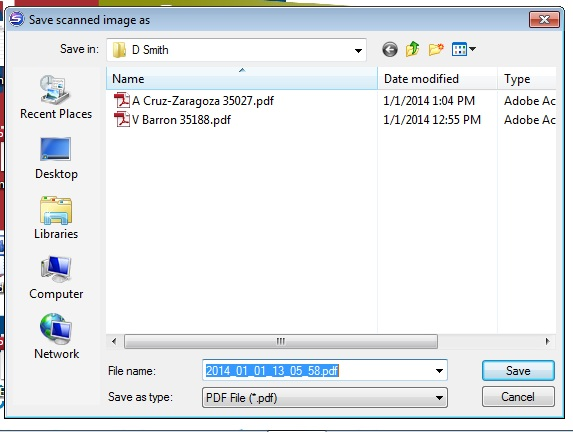 Save scanned image as
Save in: D Smith
Name Date modified Type
A Cruz-Zaragoza 35027.pdf 1/1/2014 1:04 PM Adobe Ac
V Barron 35188.pdf 1/1/2014 12:55 PM Adobe Ac
Recent Places
Desktop
Libraries
Computer
Network
File name: 2014_01_01_13_05_58.pdf Save
Save as type: PDF File (*.pdf) Cancel